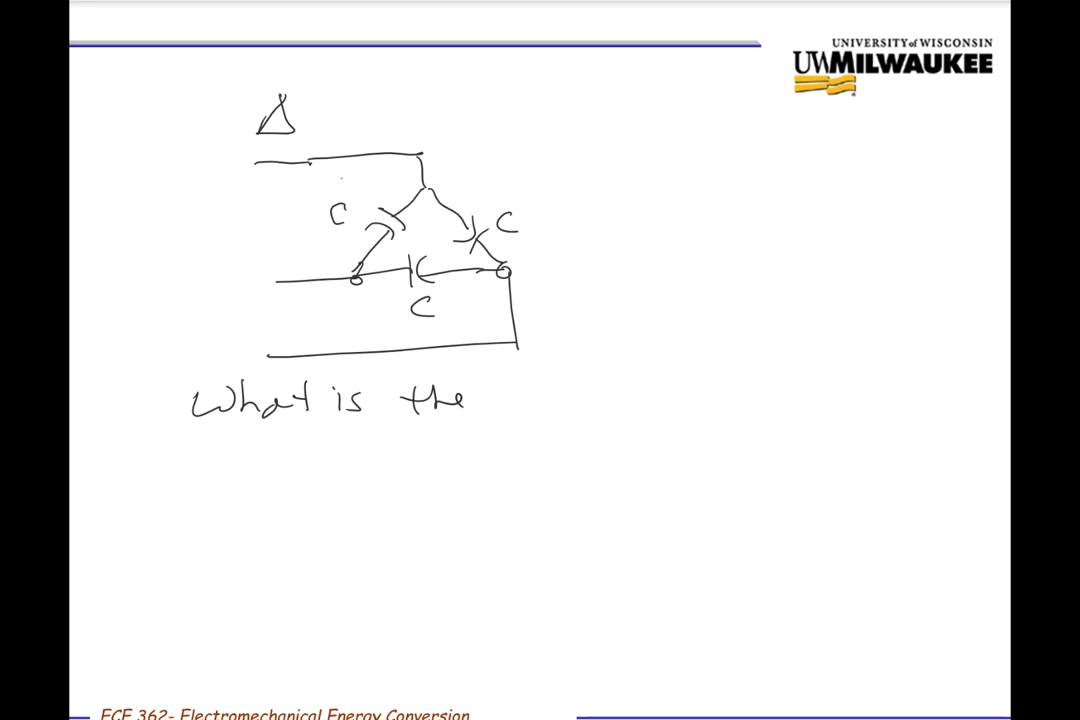 UNIVERSITY of WISCONSIN
UWMILWAUKEE
Δ
C
C
C
What is the
ECE 362- Electromechanical Energy Conversion